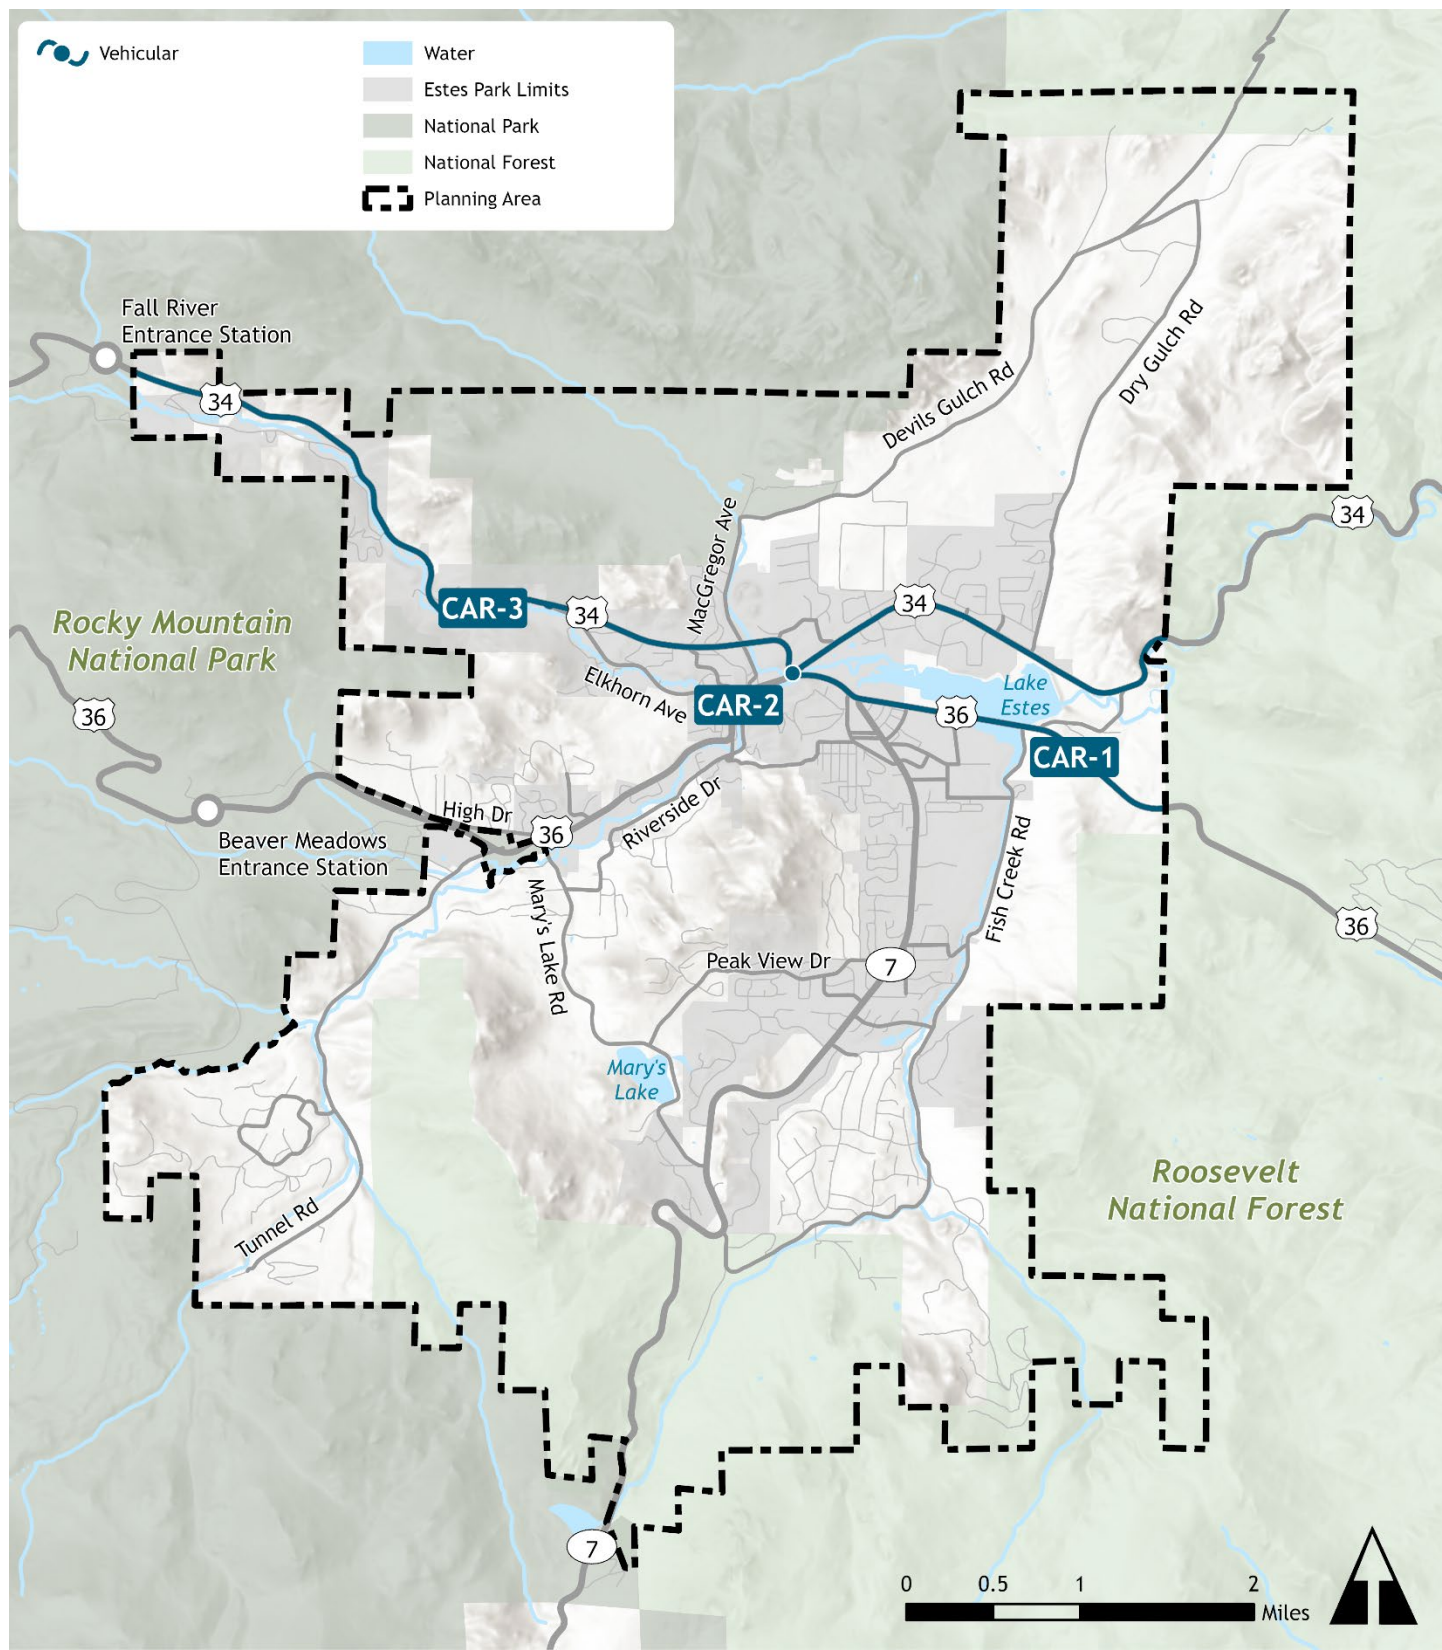 Vehicular
Water
Estes Park Limits
National Park
National Forest
Planning Area
Fall River
Entrance Station
34
Devils Gulch Rd
Dry Gulch Rd
34
MacGregor Ave
Rocky Mountain
National Park
CAR-3
34
34
36
Elkhorn Ave
CAR-2
36
Lake
Estes
CAR-1
High Dr
36
Riverside Dr
Beaver Meadows
Entrance Station
Mary's Lake Rd
Fish Creek Rd
36
Peak View Dr
7
Mary's
Lake
Roosevelt
National Forest
Tunnel Rd
7
0 0.5 1 2
Miles